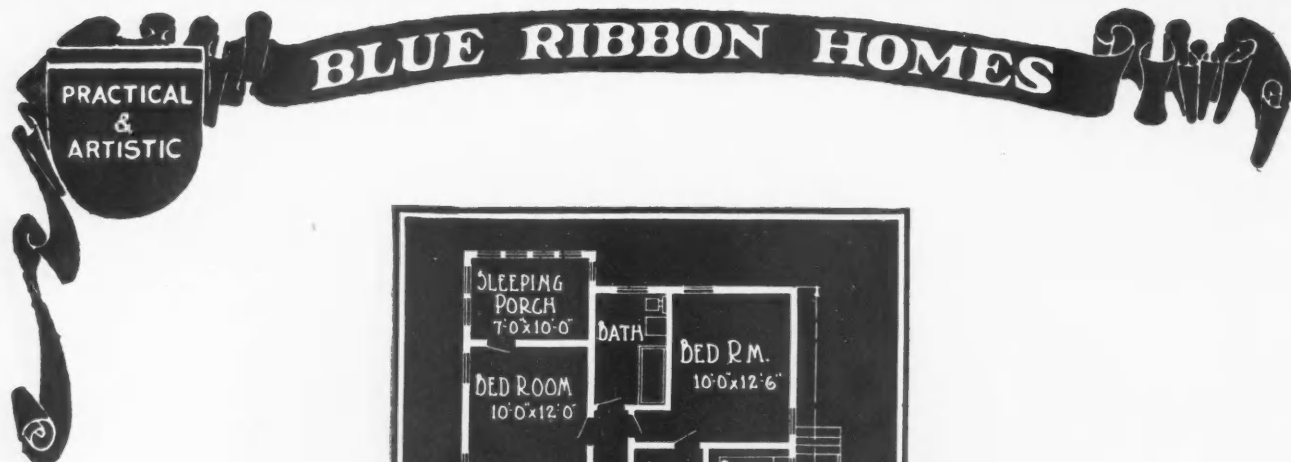 BLUE RIBBON HOMES
PRACTICAL
&
ARTISTIC
SLEEPING
PORCH
7'-0"x10'-0"
BATH
BED RM.
10'-0"x12'-6"
BED ROOM
10'-0"x12'-0"